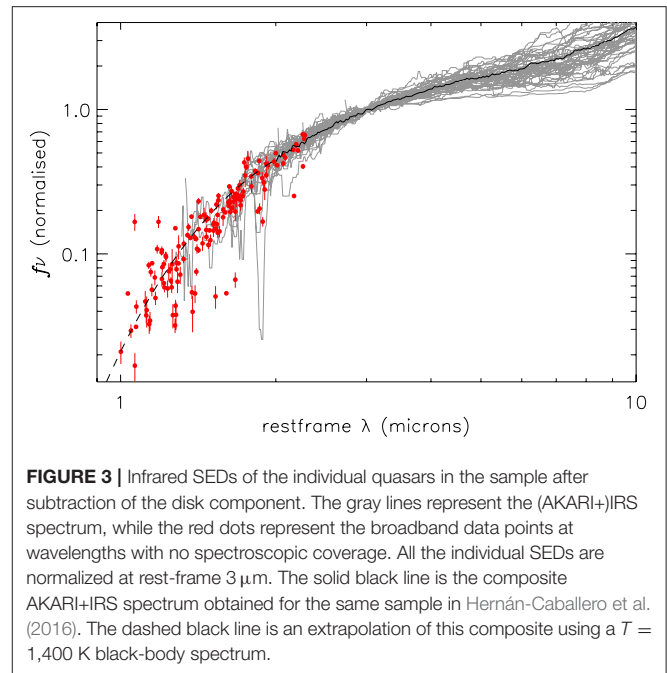 1.0
0.1
fν (normalised)
1
10
restframe λ (microns)
FIGURE 3 | Infrared SEDs of the individual quasars in the sample after
subtraction of the disk component. The gray lines represent the (AKARI+)IRS
spectrum, while the red dots represent the broadband data points at
wavelengths with no spectroscopic coverage. All the individual SEDs are
normalized at rest-frame 3 μm. The solid black line is the composite
AKARI+IRS spectrum obtained for the same sample in Hernán-Caballero et al.
(2016). The dashed black line is an extrapolation of this composite using a T =
1,400 K black-body spectrum.